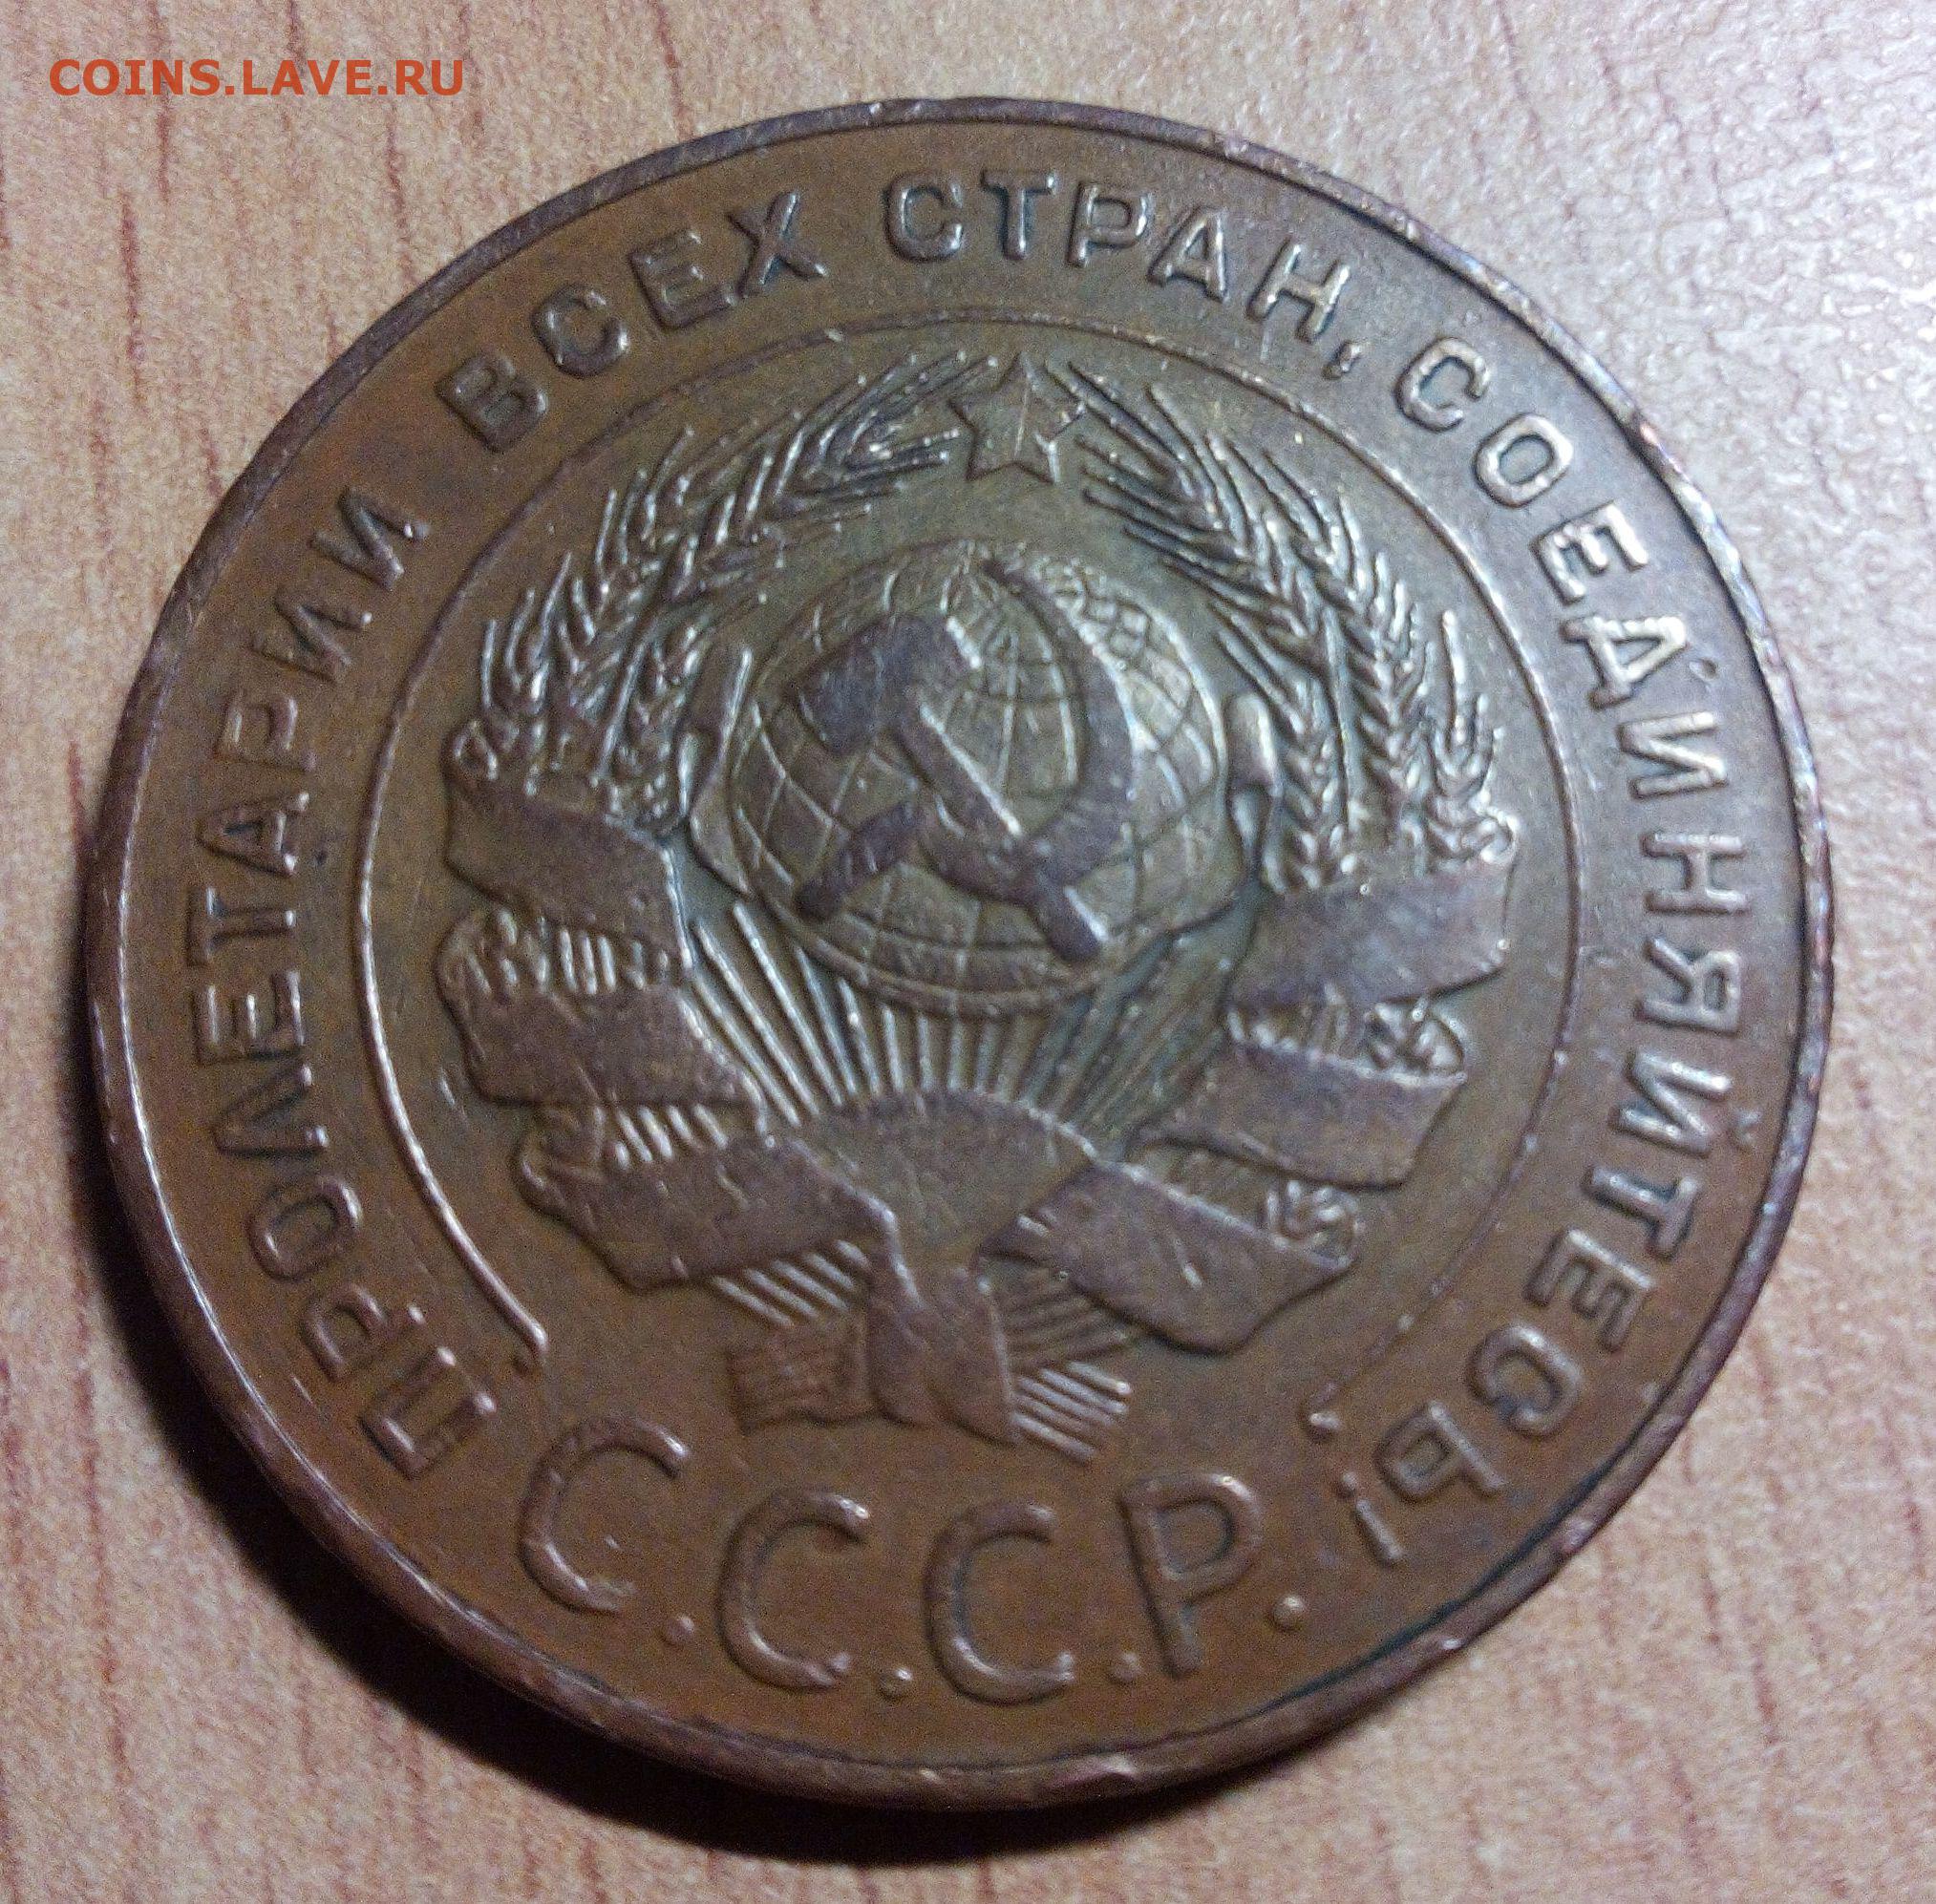 COINS.LAVE.RU
ПРОЛЕТАРИИ ВСЕХ СТРАН, СОЕДИНЯЙТЕСЬ!
С.С.С.Р.